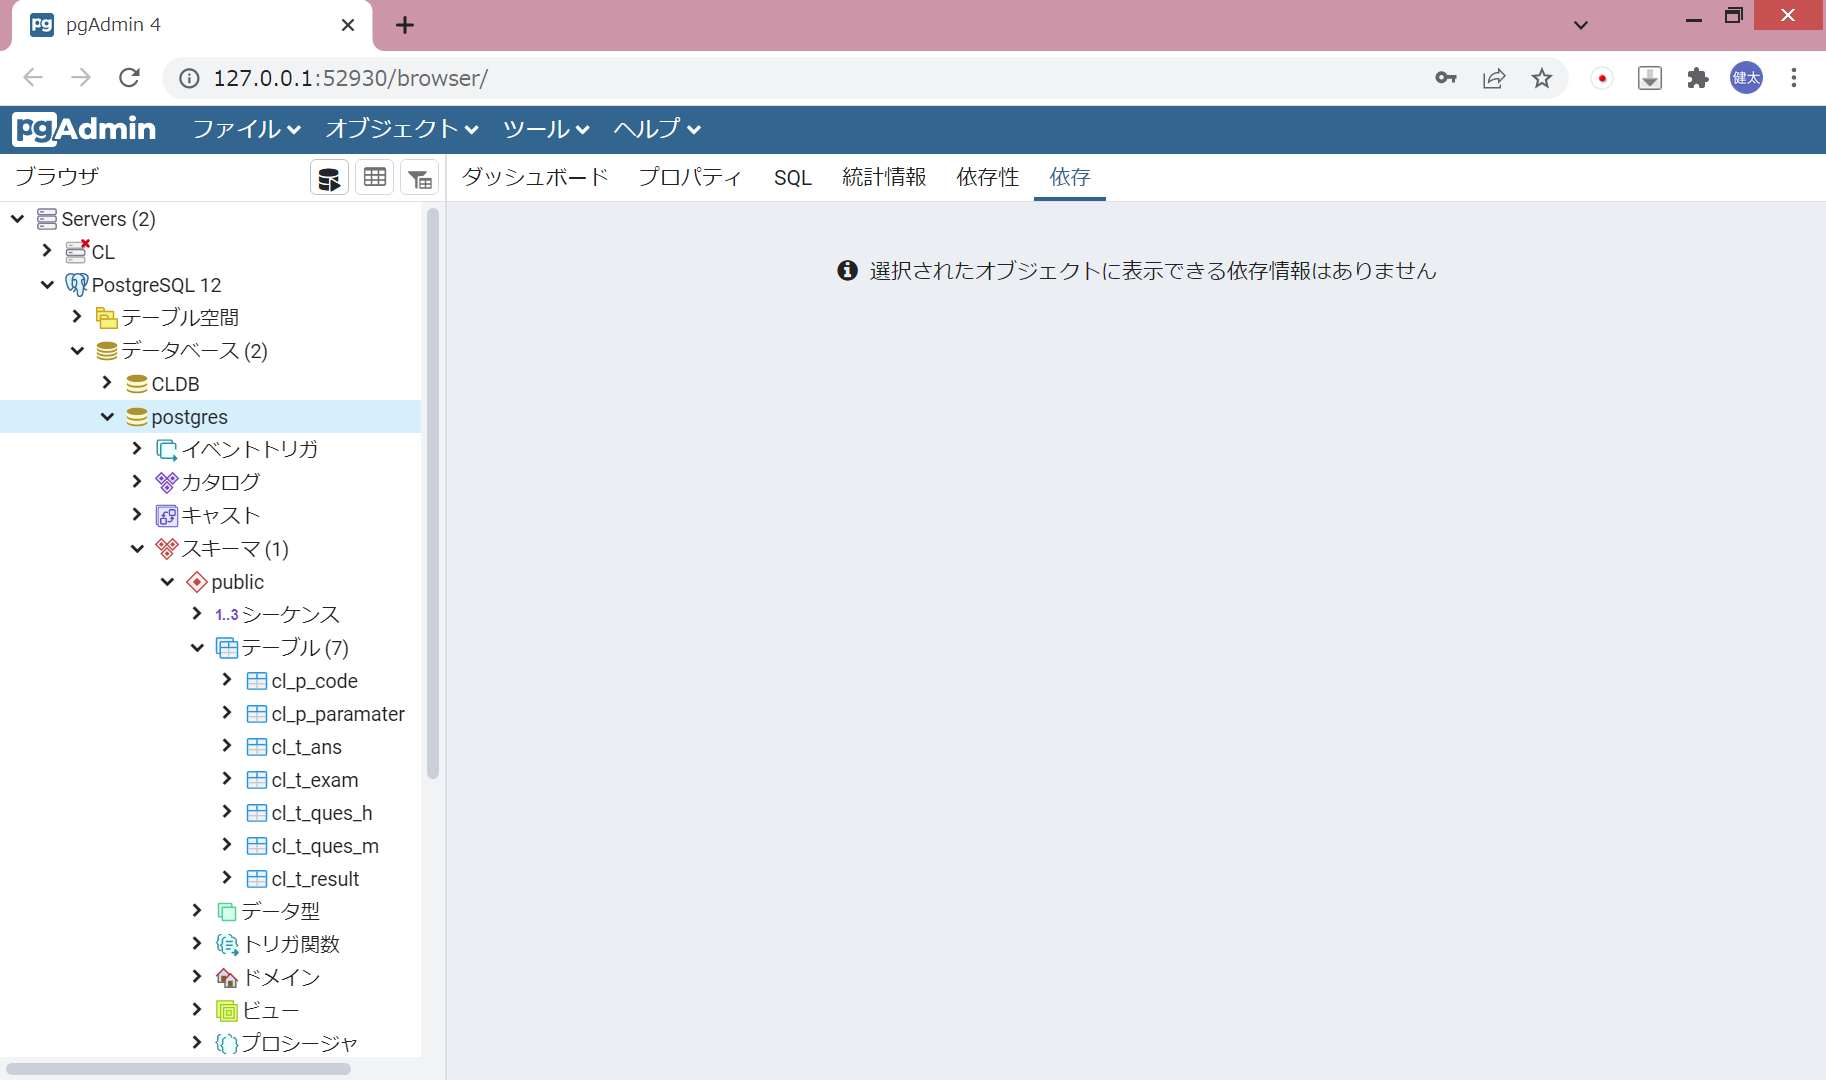 pg pgAdmin 4
127.0.0.1:52930/browser/
健太
pgAdmin ファイル オブジェクト ツール ヘルプ
ブラウザ
ダッシュボード プロパティ SQL 統計情報 依存性 依存
Servers (2)
CL
PostgreSQL 12
テーブル空間
データベース (2)
CLDB
postgres
イベントトリガ
カタログ
キャスト
スキーマ (1)
public
1..3 シーケンス
テーブル (7)
cl_p_code
cl_p_paramater
cl_t_ans
cl_t_exam
cl_t_ques_h
cl_t_ques_m
cl_t_result
データ型
トリガ関数
ドメイン
ビュー
プロシージャ
選択されたオブジェクトに表示できる依存情報はありません